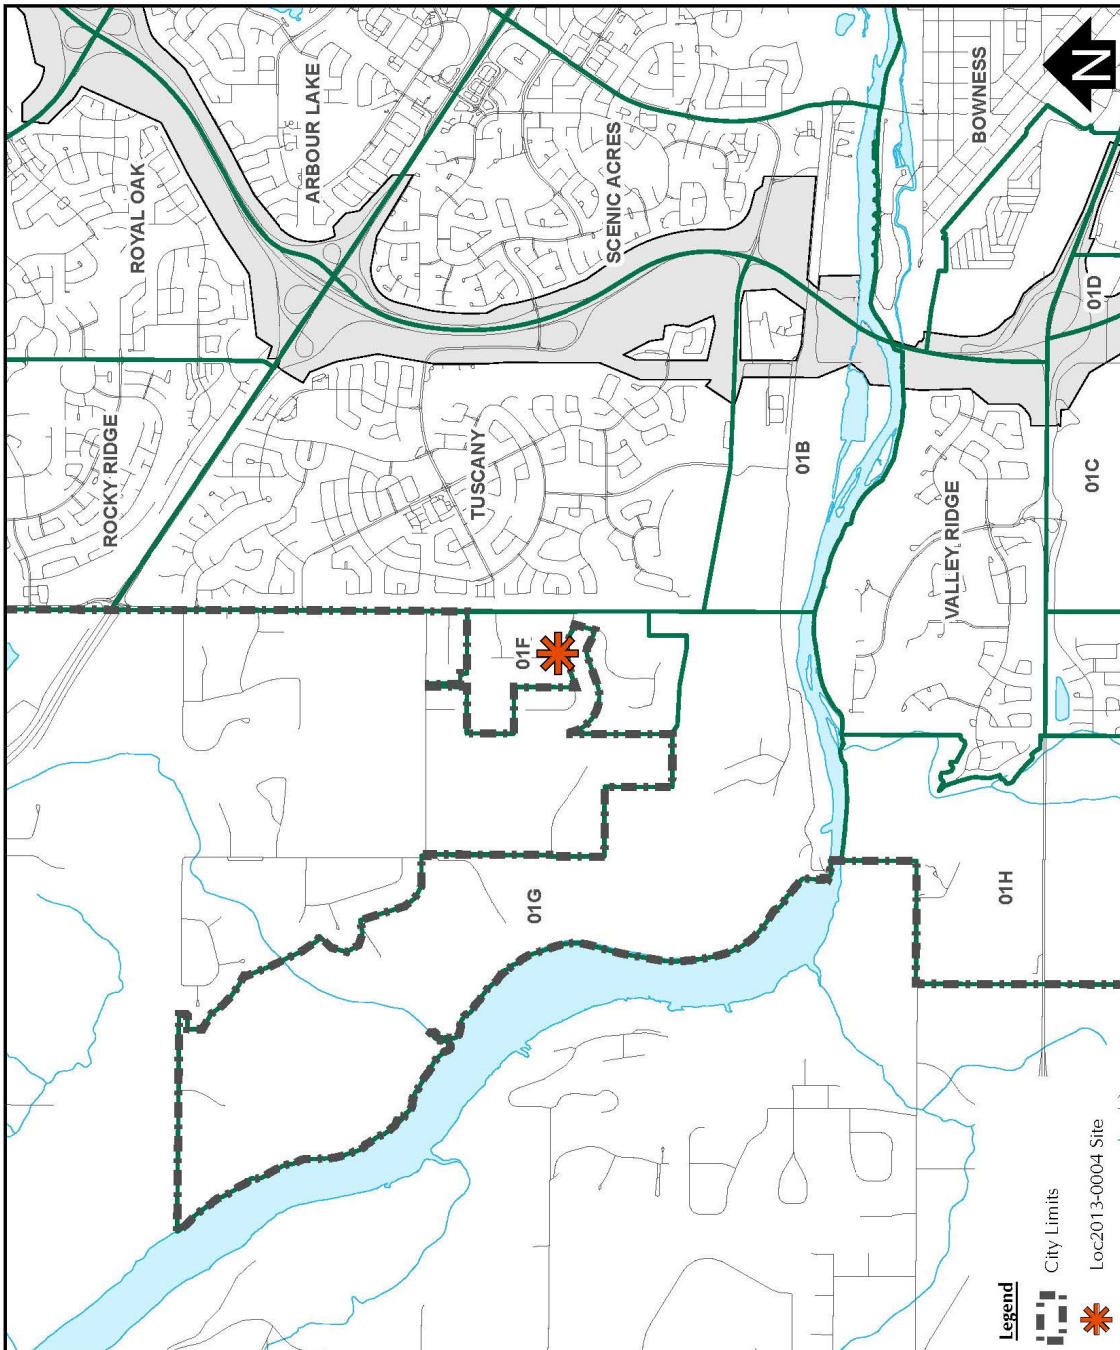 ROYAL OAK
ARBOUR LAKE
BOWNESS
ROCKY RIDGE
SCENIC ACRES
TUSCANY
01D
01B
01C
VALLEY RIDGE
01F
01G
01H
N
Legend
City Limits
Loc2013-0004 Site